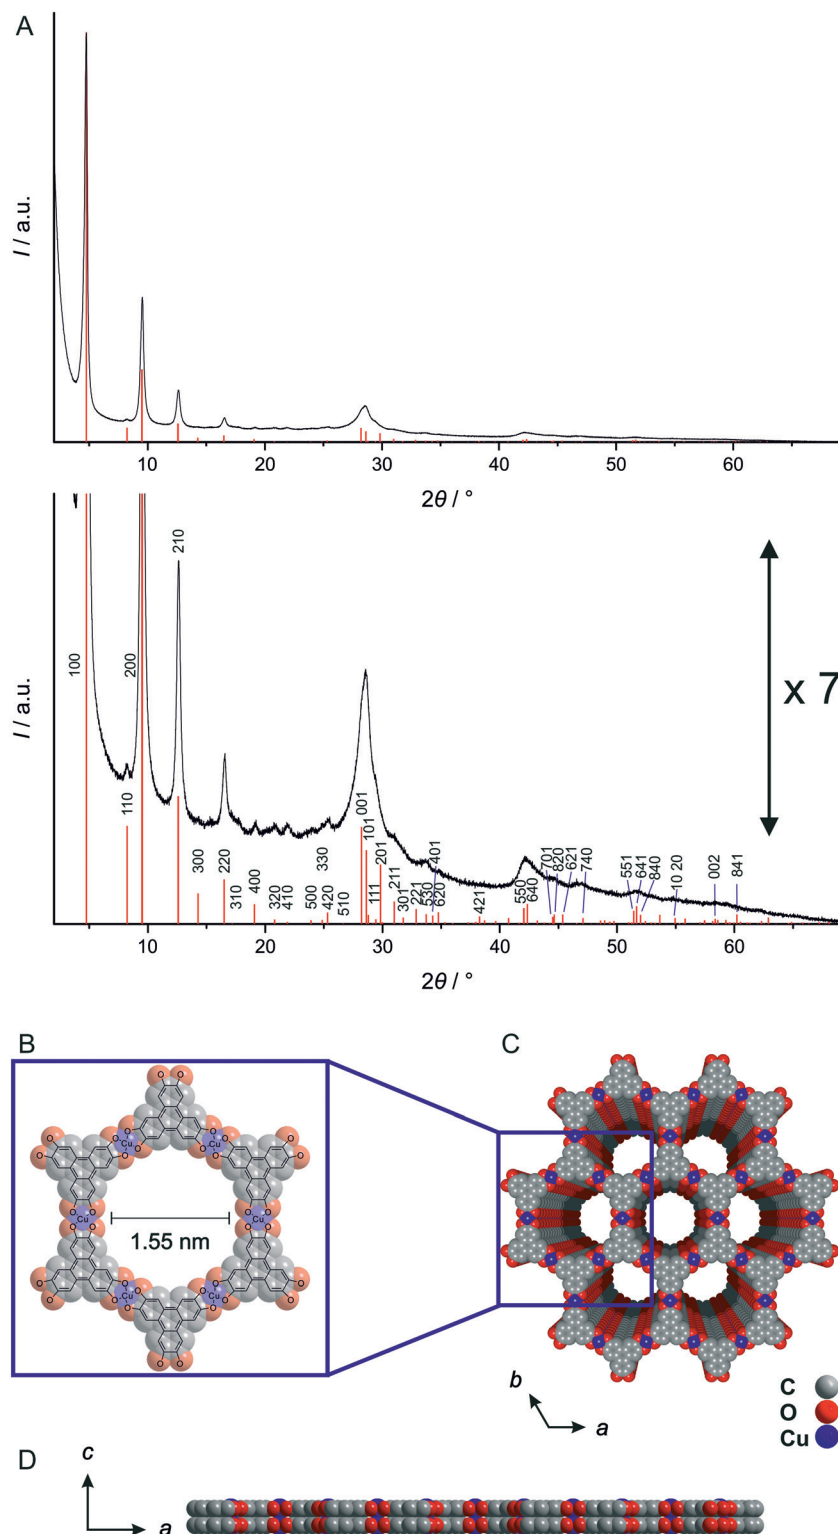 A
I / a.u.
10
20
30
40
50
60
2θ / °
I / a.u.
100
110
200
210
300
220
310
400
320
410
500
420
330
510
001
101
111
201
211
301
221
530
401
620
421
550
640
701
820
621
740
551
641
840
10 20
002
841
x 7
10
20
30
40
50
60
2θ / °
B
C
O O
O O O O
O Cu O O Cu O
O O O O
O O
O Cu O
O O
1.55 nm
O Cu O
O O
O Cu O O Cu O
O O
b
a
C
O
Cu
D
c
a